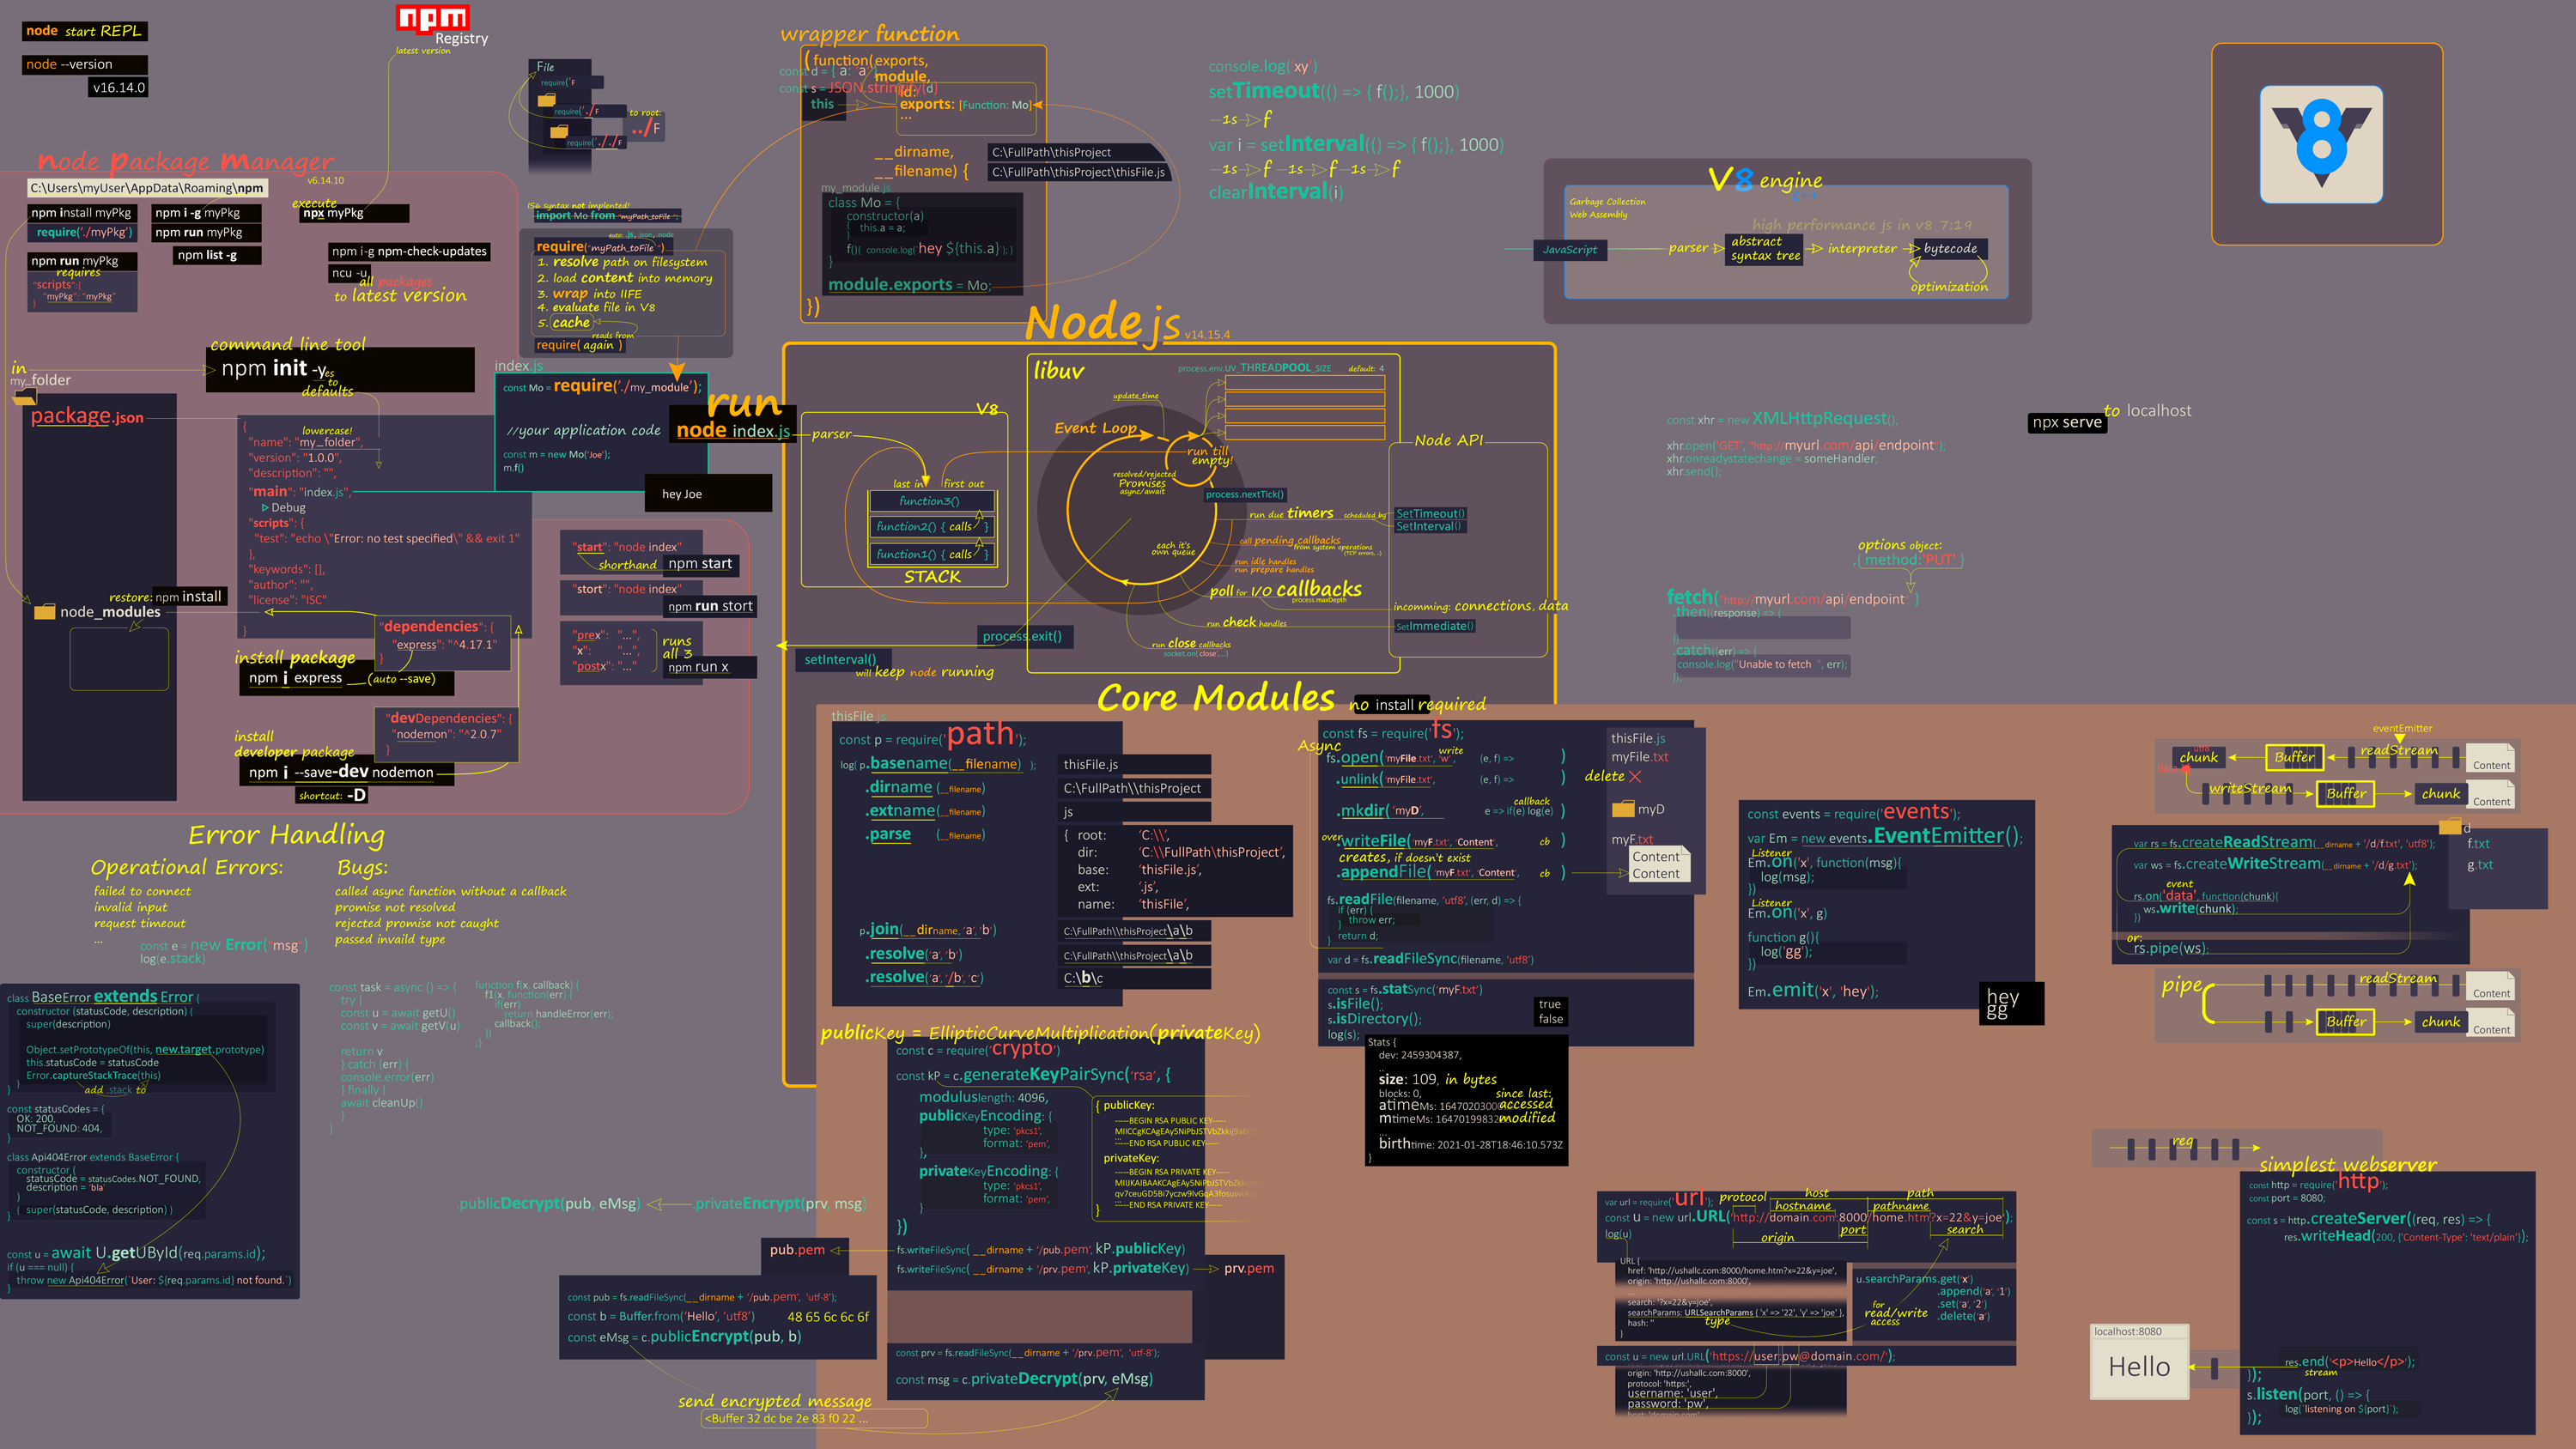 node start REPL
node --version
v16.14.0
npm
Registry
latest version
node package manager
C:\Users\myUser\AppData\Roaming\npm
v6.14.10
npm install myPkg
require('./myPkg')
npm i -g myPkg
npm run myPkg
npm list -g
execute
npx myPkg
npm run myPkg
requires
"scripts":{
"myPkg": "myPkg"
}
npm i-g npm-check-updates
ncu -u
all packages
to latest version
File
require('F
require('./F
require('././F
to root:
../F
IS6 syntax not implented!
import Mo from "myPath_toFile";
auto: .js, .json, .node
require("myPath_toFile")
1. resolve path on filesystem
2. load content into memory
3. wrap into IIFE
4. evaluate file in V8
5. cache
reads from
require( again )
wrapper function
( function(exports,
const d = { a: 'a'
module,
const s = JSON.stringify(d)
id:
this
exports: [Function: Mo]
...
__dirname,
__filename) {
C:\FullPath\thisProject
C:\FullPath\thisProject\thisFile.js
my_module.js
class Mo = {
constructor(a)
{ this.a = a;
}
f(){ console.log('hey ${this.a}'); }
}
module.exports = Mo;
})
console.log('xy')
setTimeout(() => { f();}, 1000)
1s f
var i = setInterval(() => { f();}, 1000)
1s f 1s f 1s f
clearInterval(i)
V8 engine
C++
Garbage Collection
Web Assembly
high performance js in v8 7:19
JavaScript
parser
abstract
syntax tree
interpreter
bytecode
optimization
V8
command line tool
npm init -y
es
to
defaults
in
my_folder
package.json
{
lowercase!
"name": "my_folder",
"version": "1.0.0",
"description": "",
"main": "index.js",
Debug
"scripts": {
"test": "echo \"Error: no test specified\" && exit 1"
},
"keywords": [],
"author": "",
"license": "ISC"
}
restore: npm install
node_modules
"dependencies": {
"express": "^4.17.1"
}
install package
npm i express
(auto --save)
"devDependencies": {
"nodemon": "^2.0.7"
}
install
developer package
npm i --save-dev nodemon
shortcut: -D
index.js
const Mo = require('./my_module');
//your application code
const m = new Mo('Joe');
m.f()
run
node index.js
hey Joe
"start": "node index"
shorthand
npm start
"start": "node index"
npm run start
"prex": "...",
"x": "...",
"postx": "..."
runs
all 3
npm run x
Node js v14.15.4
V8
parser
last in first out
function3()
function2() { calls }
function1() { calls }
STACK
libuv
process.env.UV_THREADPOOL_SIZE default: 4
update_time
Event Loop
run till
empty!
resolved/rejected
Promises
async/await
process.nextTick()
Node API
run due timers scheduled by
SetTimeout()
SetInterval()
call pending callbacks
from system operations
(TCP errors, ..)
each it's
own queue
run idle handles
run prepare handles
poll for I/O callbacks
process.maxDepth
incomming: connections, data
run check handles
SetImmediate()
run close callbacks
socket.on('close',...)
process.exit()
setInterval()
will keep node running
const xhr = new XMLHttpRequest();
xhr.open('GET', "http://myurl.com/api/endpoint");
xhr.onreadystatechange = someHandler;
xhr.send();
npx serve
to localhost
options object:
,{ method:'PUT' }
fetch("http://myurl.com/api/endpoint" )
.then((response) => {
})
.catch((err) => {
console.log("Unable to fetch ", err);
});
Core Modules no install required
thisFile.js
const p = require('path');
log( p.basename(__filename) );
thisFile.js
.dirname (__filename)
C:\FullPath\\thisProject
.extname(__filename)
js
.parse (__filename)
{ root: 'C:\\',
dir: 'C:\\FullPath\thisProject',
base: 'thisFile.js',
ext: '.js',
name: 'thisFile',
p.join(__dirname, 'a', 'b')
C:\FullPath\\thisProject\a\b
.resolve('a', 'b')
C:\FullPath\\thisProject\a\b
.resolve('a', '/b', 'c')
C:\b\c
const fs = require('fs');
Async
write
fs.open('myFile.txt', 'w', (e, f) => )
.unlink('myFile.txt', (e, f) => )
callback
.mkdir('myD', e => if(e) log(e) )
over
.writeFile('myF.txt', 'Content', cb )
creates, if doesn't exist
.appendFile('myF.txt', 'Content', cb )
thisFile.js
myFile.txt
delete
myD
myF.txt
Content
Content
fs.readFile(filename, 'utf8', (err, d) => {
if (err) {
throw err;
}
return d;
}
var d = fs.readFileSync(filename, 'utf8')
const s = fs.statSync('myF.txt')
s.isFile();
s.isDirectory();
log(s);
true
false
Stats {
dev: 2459304387,
..
size: 109, in bytes
blocks: 0,
since last:
accessed
mtimeMs: 16470199832
modified
...
birthtime: 2021-01-28T18:46:10.573Z
}
const events = require('events');
var Em = new events.EventEmitter();
Listener
Em.on('x', function(msg){
log(msg);
})
Listener
Em.on('x', g)
function g(){
log('gg');
})
Em.emit('x', 'hey');
hey
gg
eventEmitter
utf8
chunk
Buffer
readStream
Content
data
writeStream
Buffer
chunk
Content
var rs = fs.createReadStream(__dirname + '/d/f.txt', 'utf8');
var ws = fs.createWriteStream(__dirname + '/d/g.txt');
event
rs.on('data', function(chunk){
ws.write(chunk);
})
or:
rs.pipe(ws);
d
f.txt
g.txt
pipe
readStream
Content
Buffer
chunk
Content
Error Handling
Operational Errors:
failed to connect
invalid input
request timeout
...
Bugs:
called async function without a callback
promise not resolved
rejected promise not caught
passed invaild type
const e = new Error("msg")
log(e.stack)
class BaseError extends Error {
constructor (statusCode, description) {
super(description)
Object.setPrototypeOf(this, new.target.prototype)
this.statusCode = statusCode
Error.captureStackTrace(this)
}
add .stack to
}
const statusCodes = {
OK: 200,
NOT_FOUND: 404,
}
class Api404Error extends BaseError {
constructor (
statusCode = statusCodes.NOT_FOUND,
description = 'bla'
)
{ super(statusCode, description) }
}
const u = await U.getUById(req.params.id);
if (u === null) {
throw new Api404Error(`User: ${req.params.id} not found.`)
}
const task = async () => {
try {
const u = await getU()
const v = await getV(u)
return v
} catch (err) {
console.error(err)
} finally {
await cleanUp()
}
}
function f(x, callback) {
f1(x, function(err) {
if(err)
return handleError(err);
callback();
})
;}
publicKey = EllipticCurveMultiplication(privateKey)
const c = require('crypto')
const kP = c.generateKeyPairSync('rsa', {
moduluslength: 4096,
publicKeyEncoding: {
type: 'pkcs1',
format: 'pem',
},
privateKeyEncoding: {
type: 'pkcs1',
format: 'pem',
}
})
{ publicKey:
-----BEGIN RSA PUBLIC KEY-----
...
-----END RSA PUBLIC KEY-----
privateKey:
-----BEGIN RSA PRIVATE KEY-----
-----END RSA PRIVATE KEY-----
}
.publicDecrypt(pub, eMsg)
.privateEncrypt(prv, msg)
pub.pem
fs.writeFileSync( __dirname + '/pub.pem', kP.publicKey)
fs.writeFileSync( __dirname + '/prv.pem', kP.privateKey)
prv.pem
const pub = fs.readFileSync(__dirname + '/pub.pem', 'utf-8');
const b = Buffer.from('Hello', 'utf8')
48 65 6c 6c 6f
const eMsg = c.publicEncrypt(pub, b)
const prv = fs.readFileSync(__dirname + '/prv.pem', 'utf-8');
const msg = c.privateDecrypt(prv, eMsg)
send encrypted message
<Buffer 32 dc be 2e 83 f0 22 ...
var url = require('url');
protocol
host
path
hostname
pathname
const U = new url.URL('http://domain.com:8000/home.htm?x=22&y=joe');
log(u)
port
search
origin
URL {
href: 'http://ushallc.com:8000/home.htm?x=22&y=joe',
origin: 'http://ushallc.com:8000',
...
search: '?x=22&y=joe',
searchParams: URLSearchParams { 'x' => '22', 'y' => 'joe' },
hash: ''
type
}
u.searchParams.get('x')
.append('a', '1')
.set('a', '2')
.delete('a')
for
read/write
access
const u = new url.URL('https://user:pw@domain.com/');
origin: 'http://ushallc.com:8000',
protocol: 'https:',
username: 'user',
password: 'pw',
host: 'domain.com'
req
simplest webserver
const http = require('http');
const port = 8080;
const s = http.createServer((req, res) => {
res.writeHead(200, {'Content-Type': 'text/plain'});
localhost:8080
Hello
res.end('<p>Hello</p>');
stream
});
s.listen(port, () => {
log(`listening on ${port}`);
});